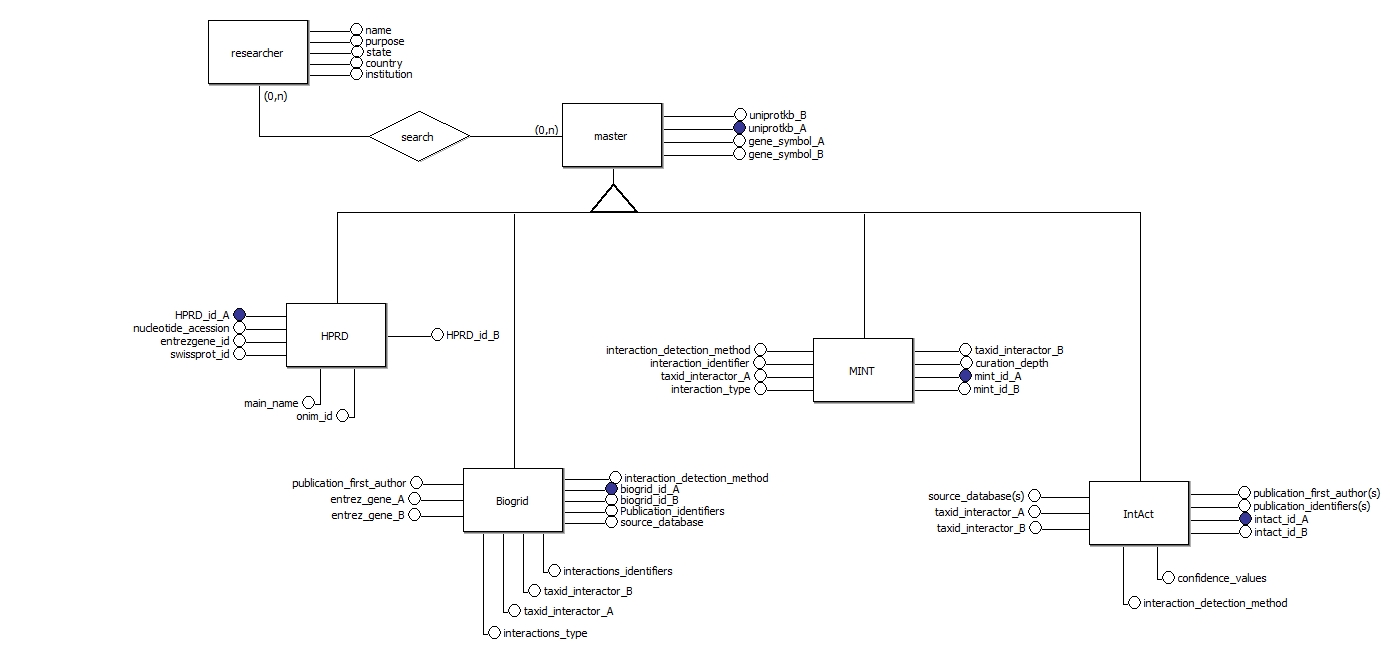 researcher
name
purpose
state
country
institution
(0,n)
search
(0,n)
master
uniprotkb_B
uniprotkb_A
gene_symbol_A
gene_symbol_B
HPRD_id_A
nucleotide_acession
entrezgene_id
swissprot_id
HPRD
HPRD_id_B
main_name
onim_id
interaction_detection_method
interaction_identifier
taxid_interactor_A
interaction_type
MINT
taxid_interactor_B
curation_depth
mint_id_A
mint_id_B
publication_first_author
entrez_gene_A
entrez_gene_B
Biogrid
interaction_detection_method
biogrid_id_A
biogrid_id_B
Publication_identifiers
source_database
interactions_identifiers
taxid_interactor_B
taxid_interactor_A
interactions_type
source_database(s)
taxid_interactor_A
taxid_interactor_B
IntAct
publication_first_author(s)
publication_identifiers(s)
intact_id_A
intact_id_B
confidence_values
interaction_detection_method